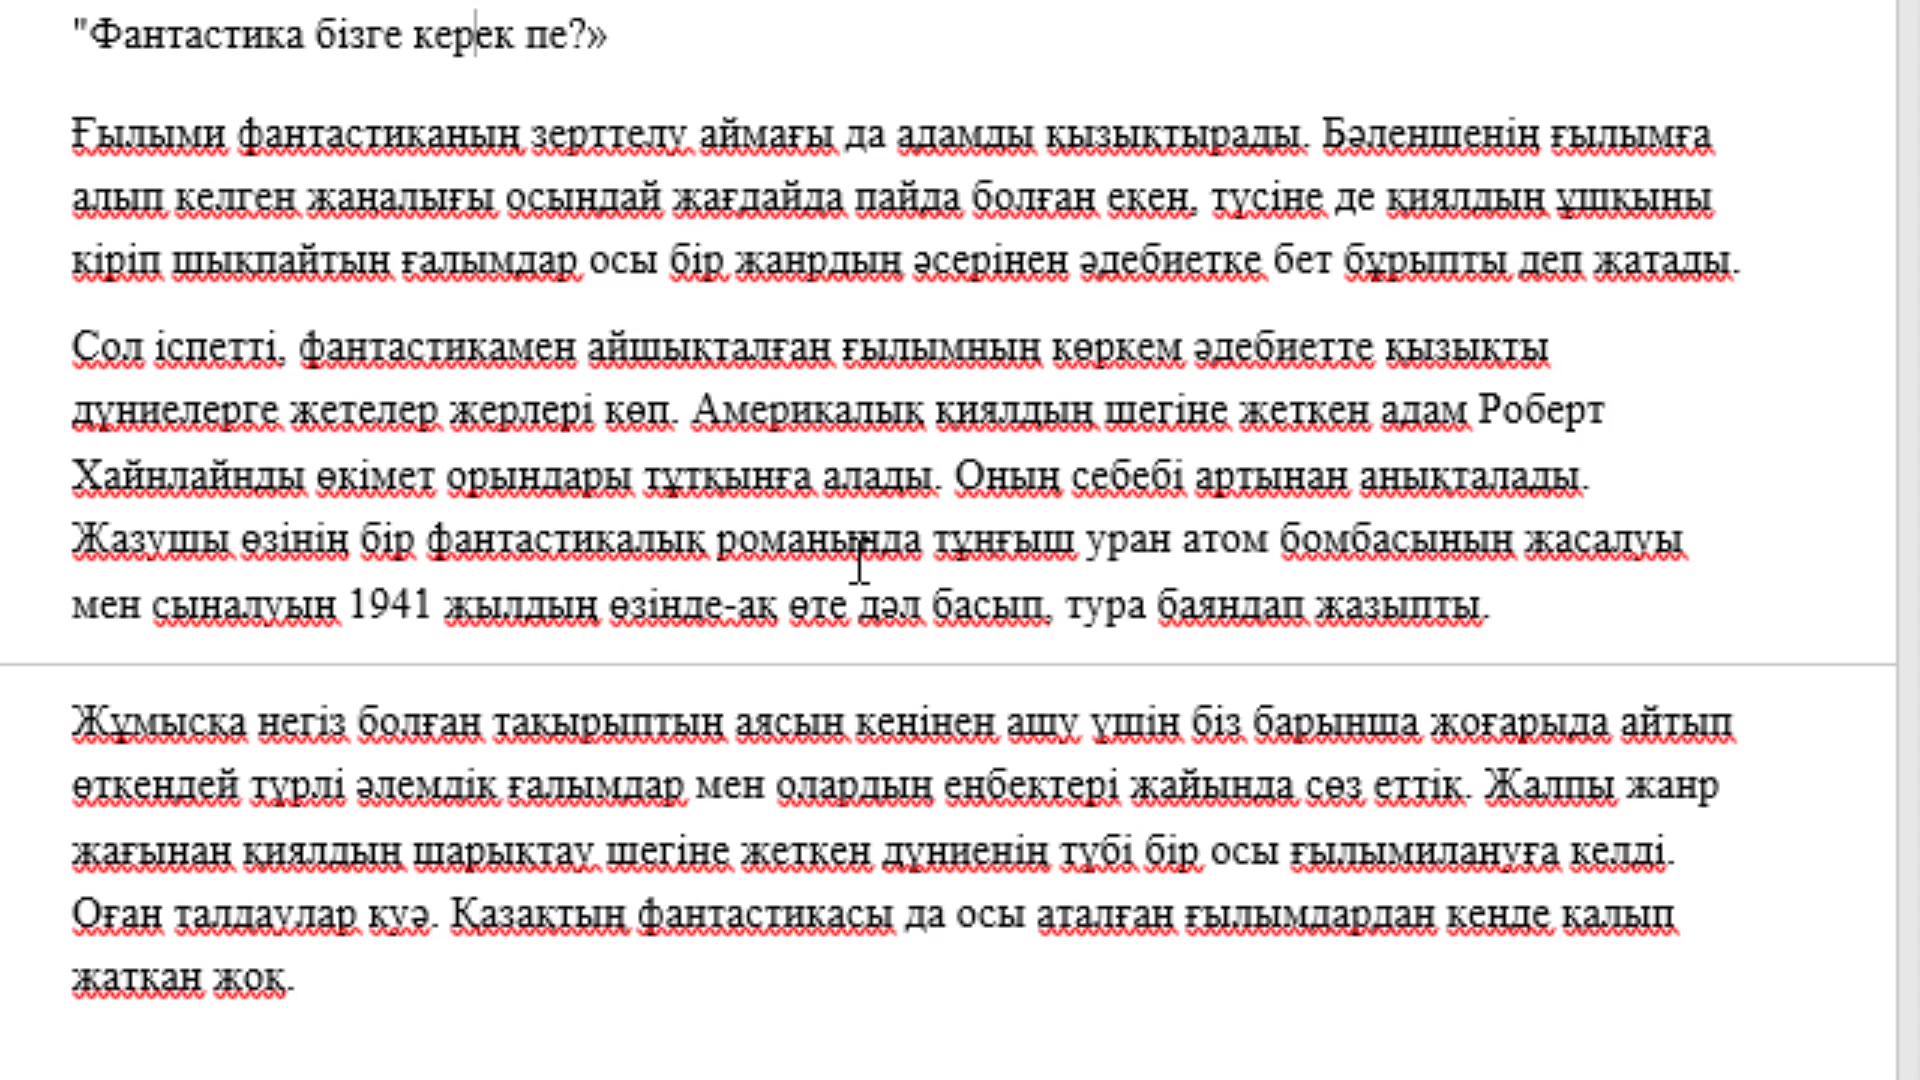 "Фантастика бізге керек пе?»
Ғылыми фантастиканың зерттелу аймағы да адамды қызықтырады. Бәленшенің ғылымға
алып келген жаңалығы осындай жағдайда пайда болған екен, түсіне де қиялдың ұшқыны
кіріп шықпайтын ғалымдар осы бір жанрдың әсерінен әдебиетке бет бұрыпты деп жатады.
Сол іспетті, фантастикамен айшықталған ғылымның көркем әдебиетте қызықты
дүниелерге жетелер жерлері көп. Америкалық қиялдың шегіне жеткен адам Роберт
Хайнлайнды өкімет орындары тұтқынға алады. Оның себебі артынан анықталады.
Жазушы өзінің бір фантастикалық романында тұңғыш уран атом бомбасының жасалуы
мен сыналуын 1941 жылдың өзінде-ақ өте дәл басып, тура баяндап жазыпты.
Жұмысқа негіз болған тақырыптың аясын кеңінен ашу үшін біз барынша жоғарыда айтып
өткендей түрлі әлемдік ғалымдар мен олардың еңбектері жайында сөз еттік. Жалпы жанр
жағынан қиялдың шарықтау шегіне жеткен дүниенің түбі бір осы ғылымилануға келді.
Оған талдаулар куә. Қазақтың фантастикасы да осы аталған ғылымдардан кенде қалып
жатқан жоқ.